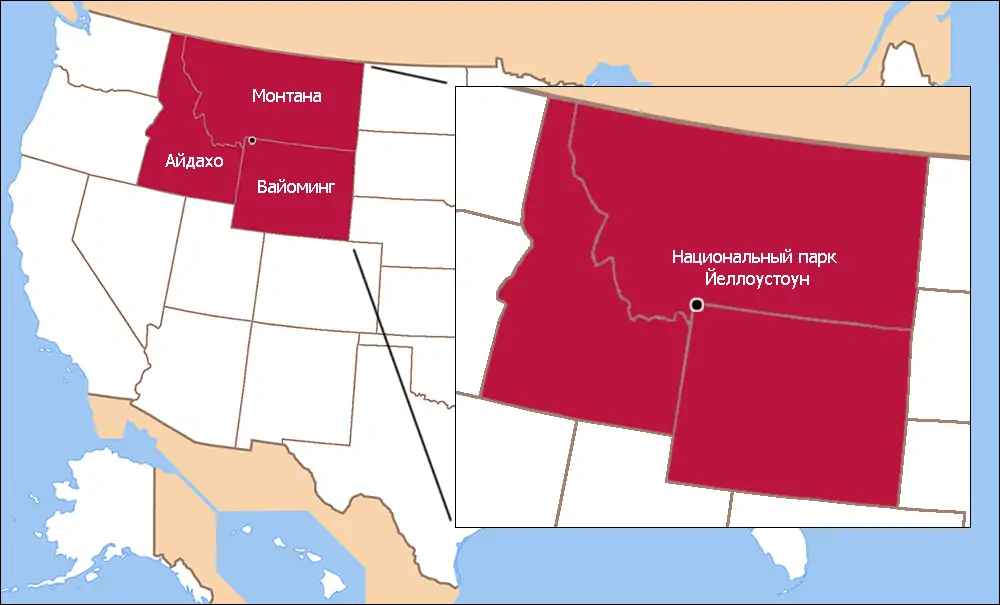 Монтана
Айдахо
Вайоминг
Национальный парк
Йеллоустоун